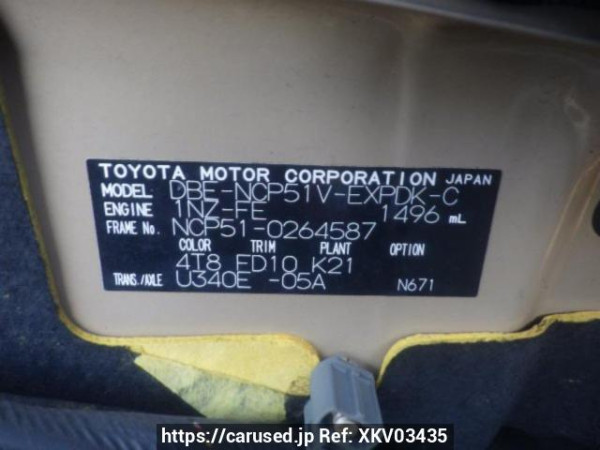 TOYOTA MOTOR CORPORATION JAPAN
MODEL DBE-NCP51V-EXPDK-C
ENGINE 1NZ-FE 1496 mL
FRAME No. NCP51-0264587
COLOR TRIM PLANT OPTION
4T8 FD10 K21
TRANS./AXLE U340E -05A N671
https://carused.jp Ref: XKV03435